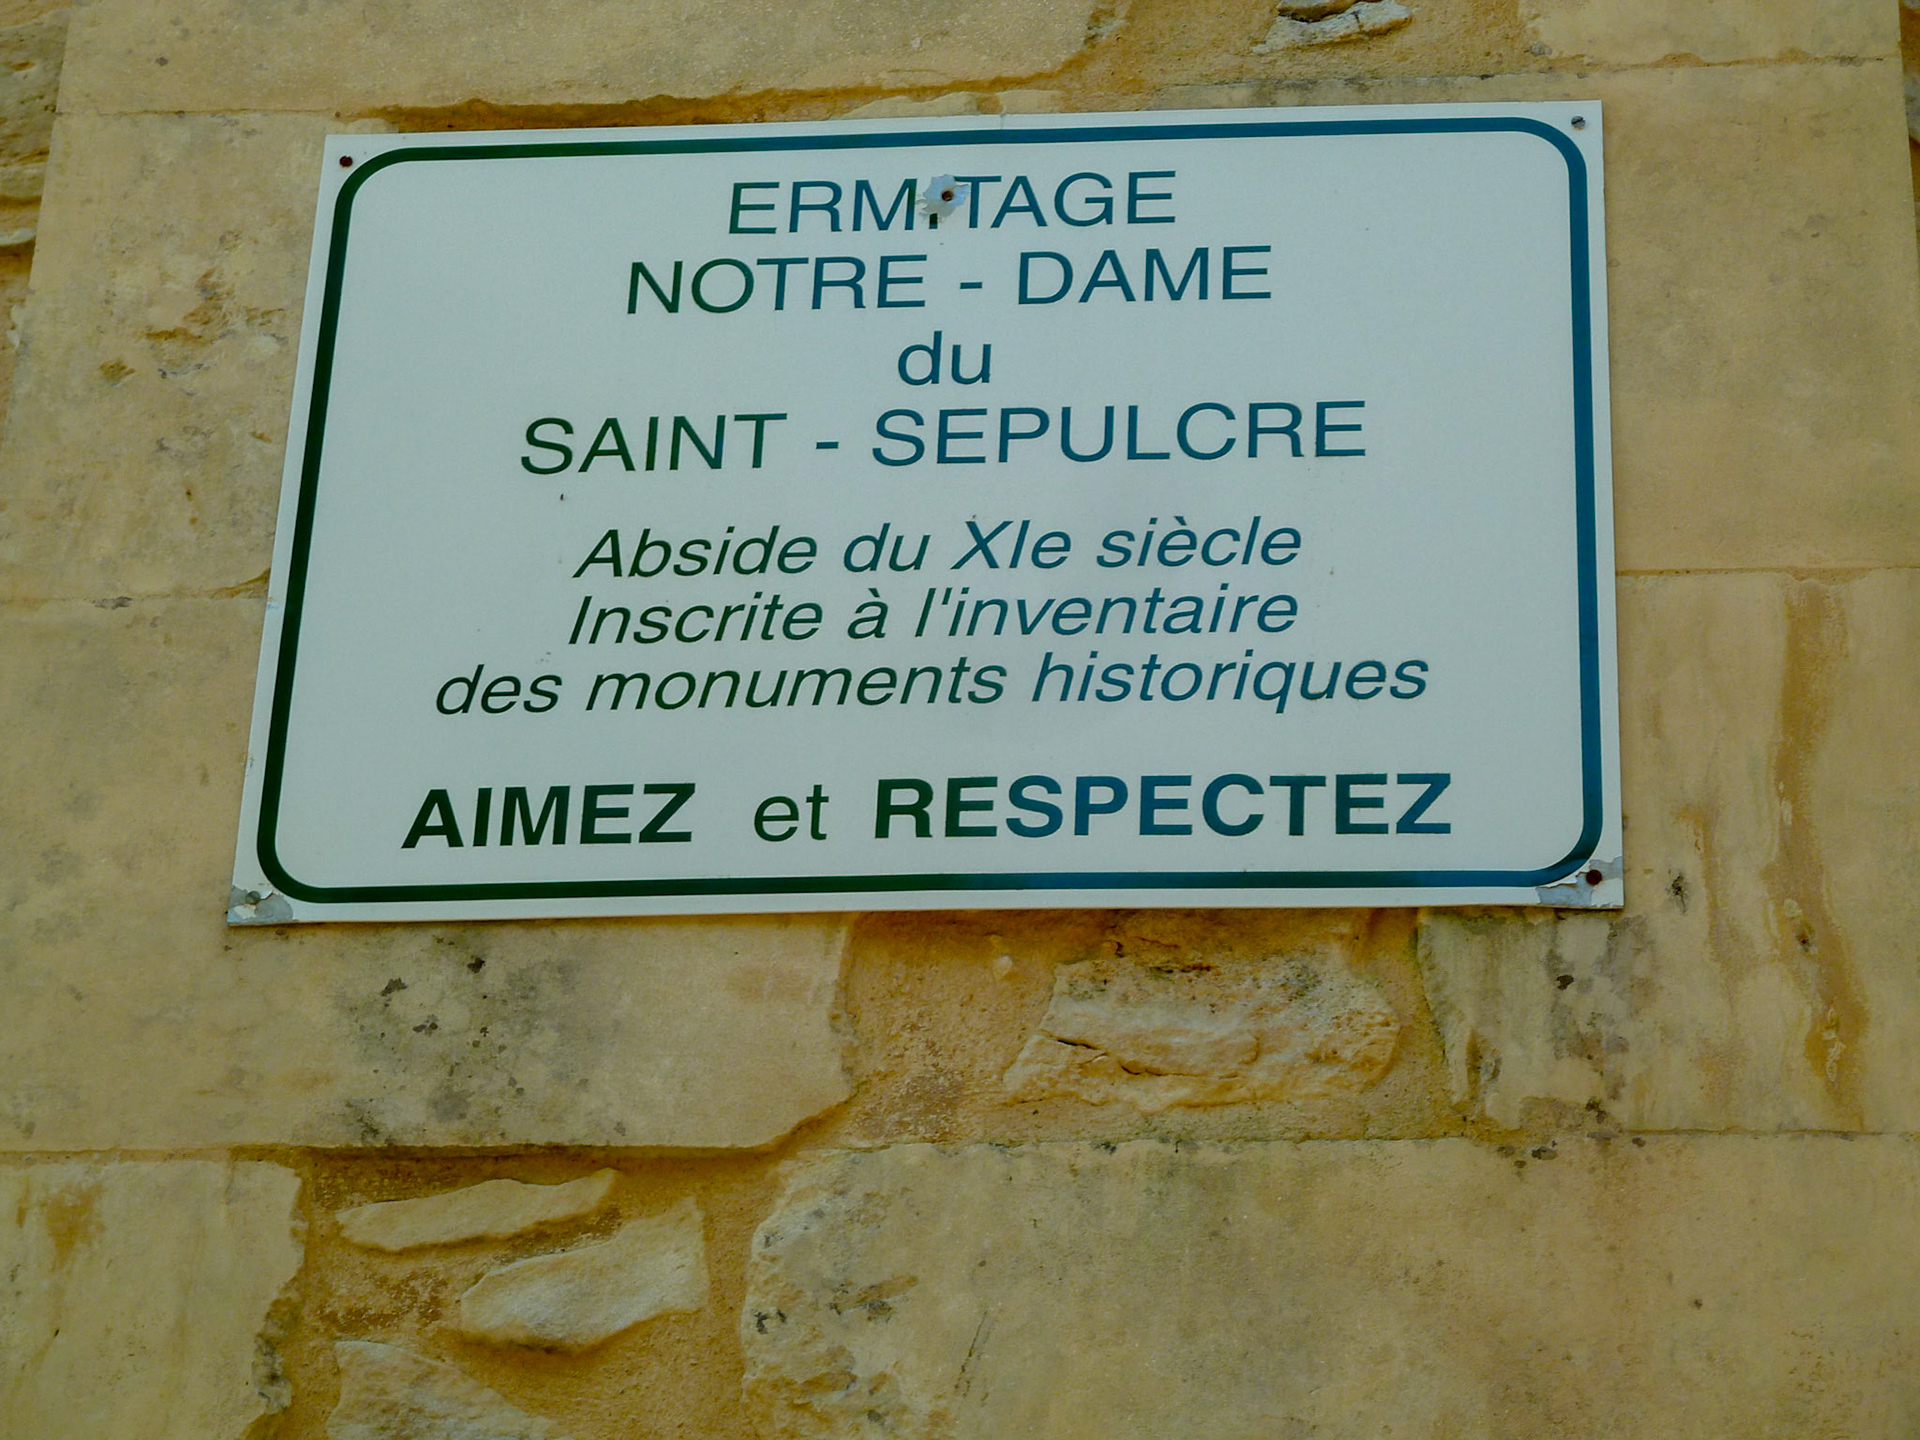 ERMITAGE
NOTRE - DAME
du
SAINT - SEPULCRE
Abside du XIe siècle
Inscrite à l'inventaire
des monuments historiques
AIMEZ et RESPECTEZ